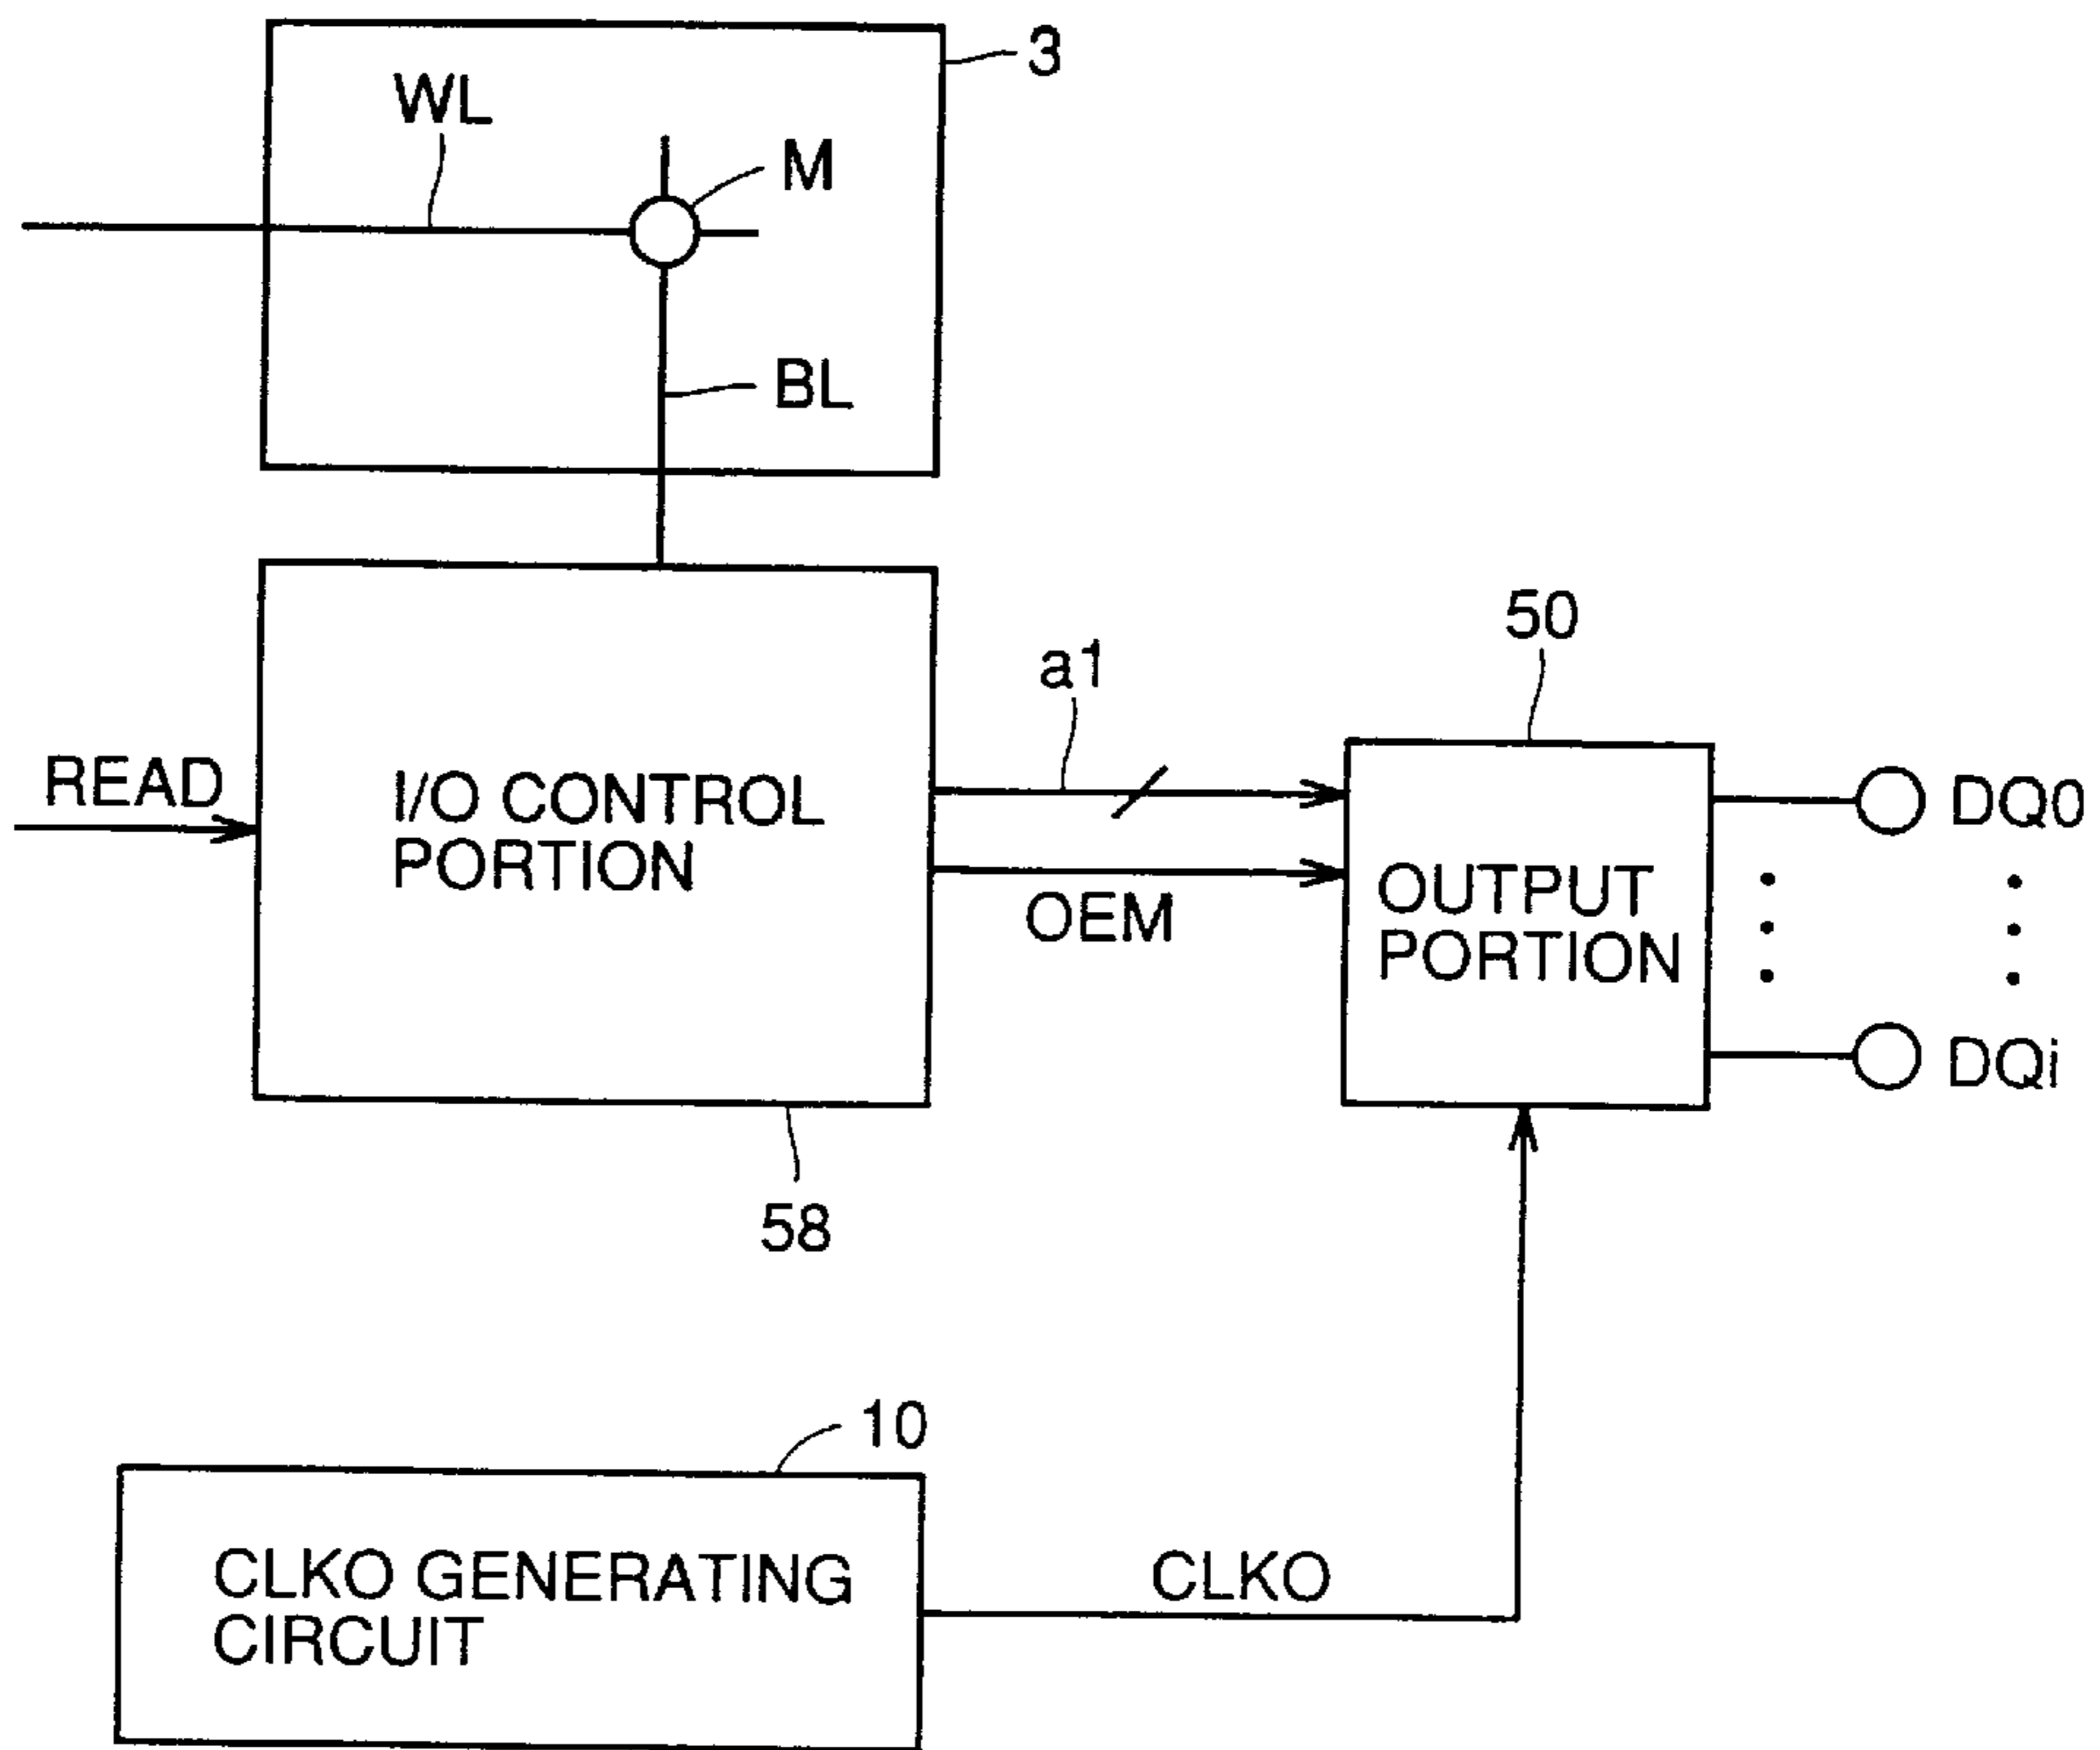 3
WL
M
BL
50
a1
READ
I/O CONTROL
PORTION
DQ0
OUTPUT
PORTION
OEM
DQi
58
10
CLKO GENERATING
CIRCUIT
CLKO